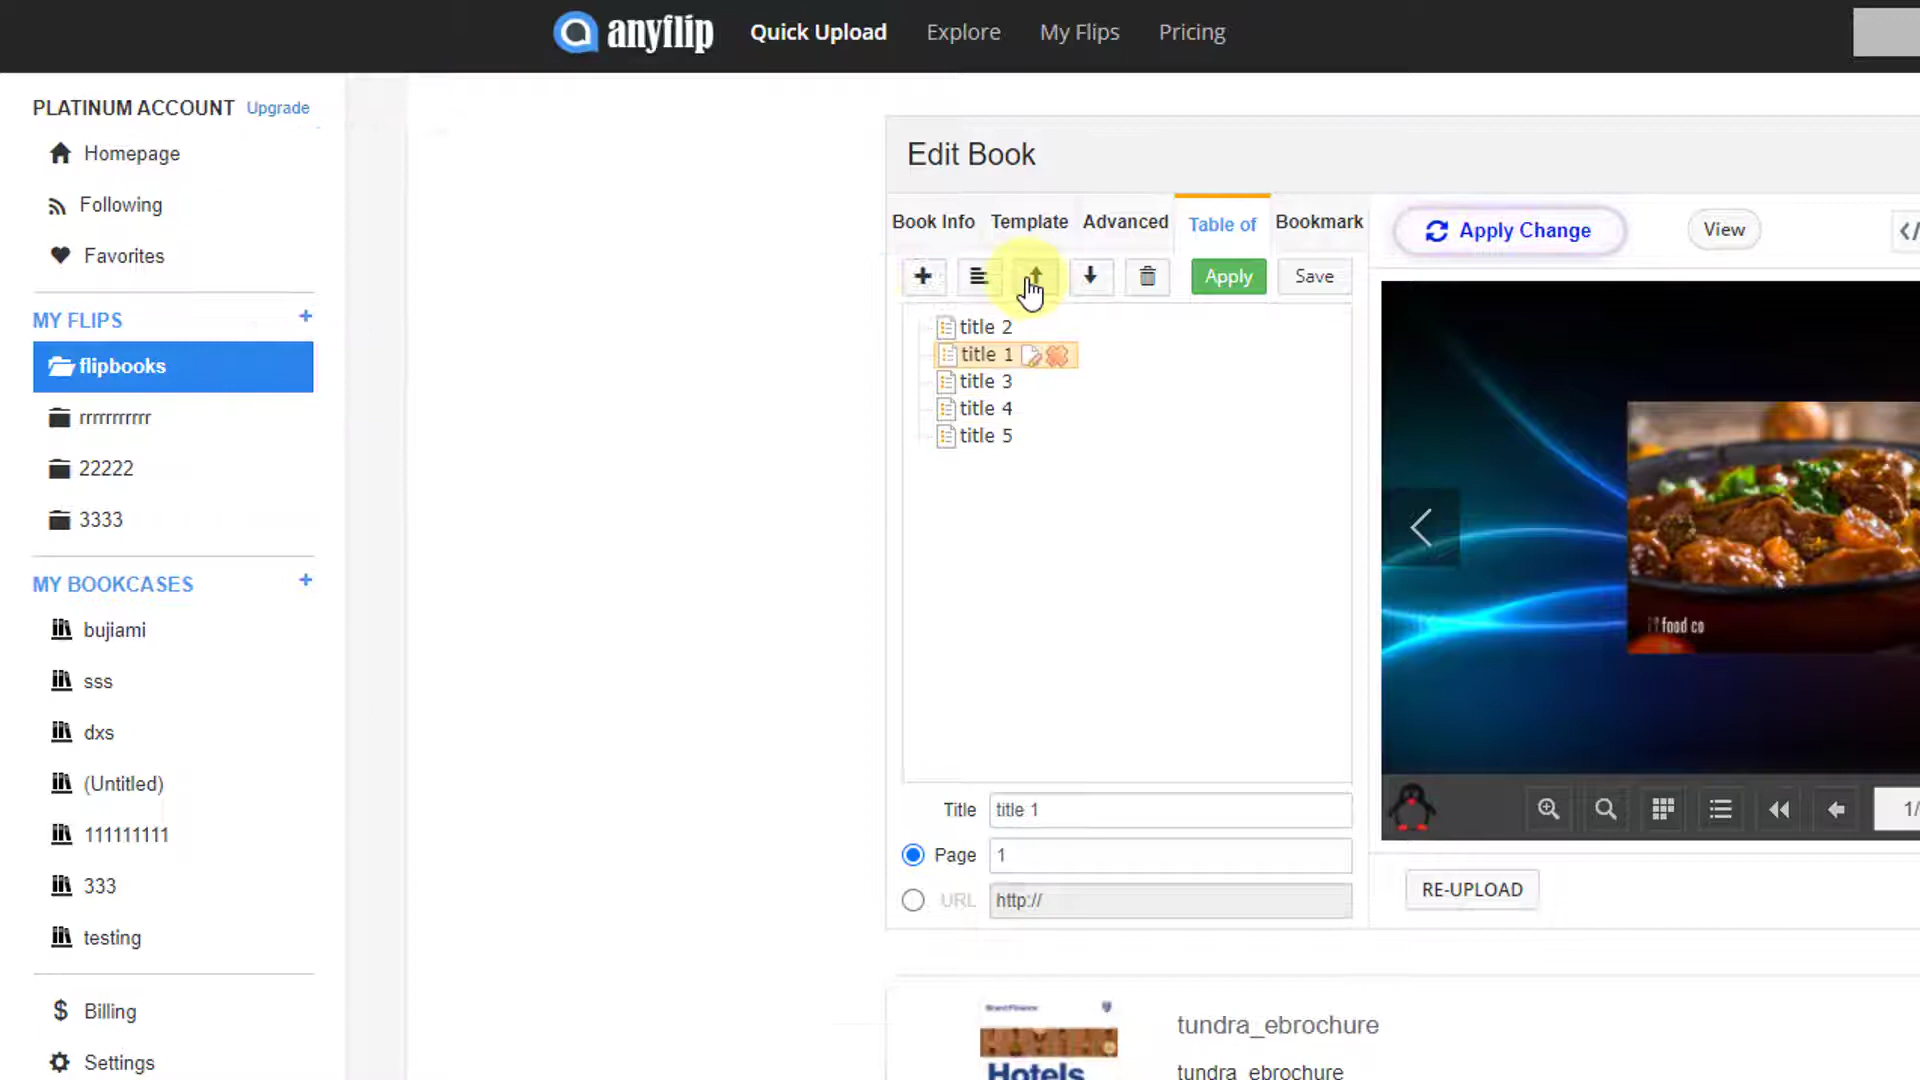 anyflip
Quick Upload
Explore
My Flips
Pricing
PLATINUM ACCOUNT Upgrade
Homepage
Following
Favorites
MY FLIPS +
flipbooks
rrrrrrrrrrr
22222
3333
MY BOOKCASES +
bujiami
sss
dxs
(Untitled)
111111111
333
testing
Billing
Settings
Edit Book
Book Info
Template
Advanced
Table of
Bookmark
Apply
Save
title 2
title 1
title 3
title 4
title 5
Title title 1
Page 1
URL http://
Apply Change
View
food co
1/
RE-UPLOAD
Hotels
tundra_ebrochure
tundra_ebrochure